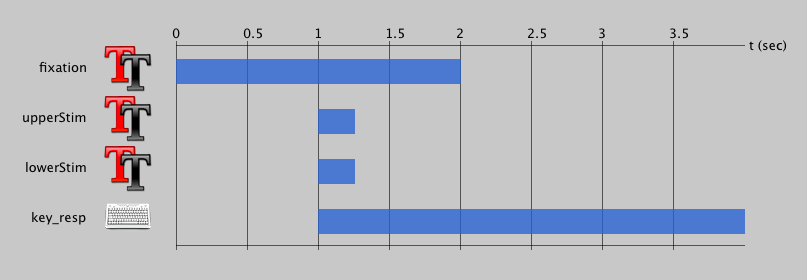 0 0.5 1 1.5 2 2.5 3 3.5 t (sec)
fixation
upperStim
lowerStim
key_resp